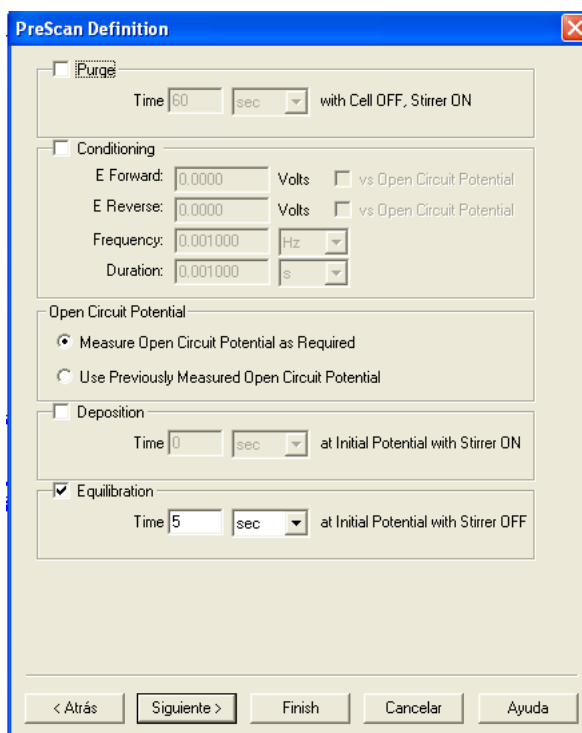 PreScan Definition
Purge
Time 60 sec with Cell OFF, Stirrer ON
Conditioning
E Forward: 0.0000 Volts vs Open Circuit Potential
E Reverse: 0.0000 Volts vs Open Circuit Potential
Frequency: 0.001000 Hz
Duration: 0.001000 s
Open Circuit Potential
Measure Open Circuit Potential as Required
Use Previously Measured Open Circuit Potential
Deposition
Time 0 sec at Initial Potential with Stirrer ON
Equilibration
Time 5 sec at Initial Potential with Stirrer OFF
< Atrás Siguiente > Finish Cancelar Ayuda